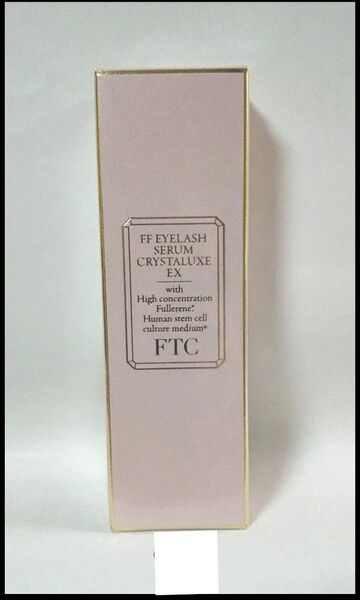 FF EYELASH
SERUM
CRYSTALUXE
EX
with
High concentration
Fullerene*
Human stem cell
culture medium*
FTC